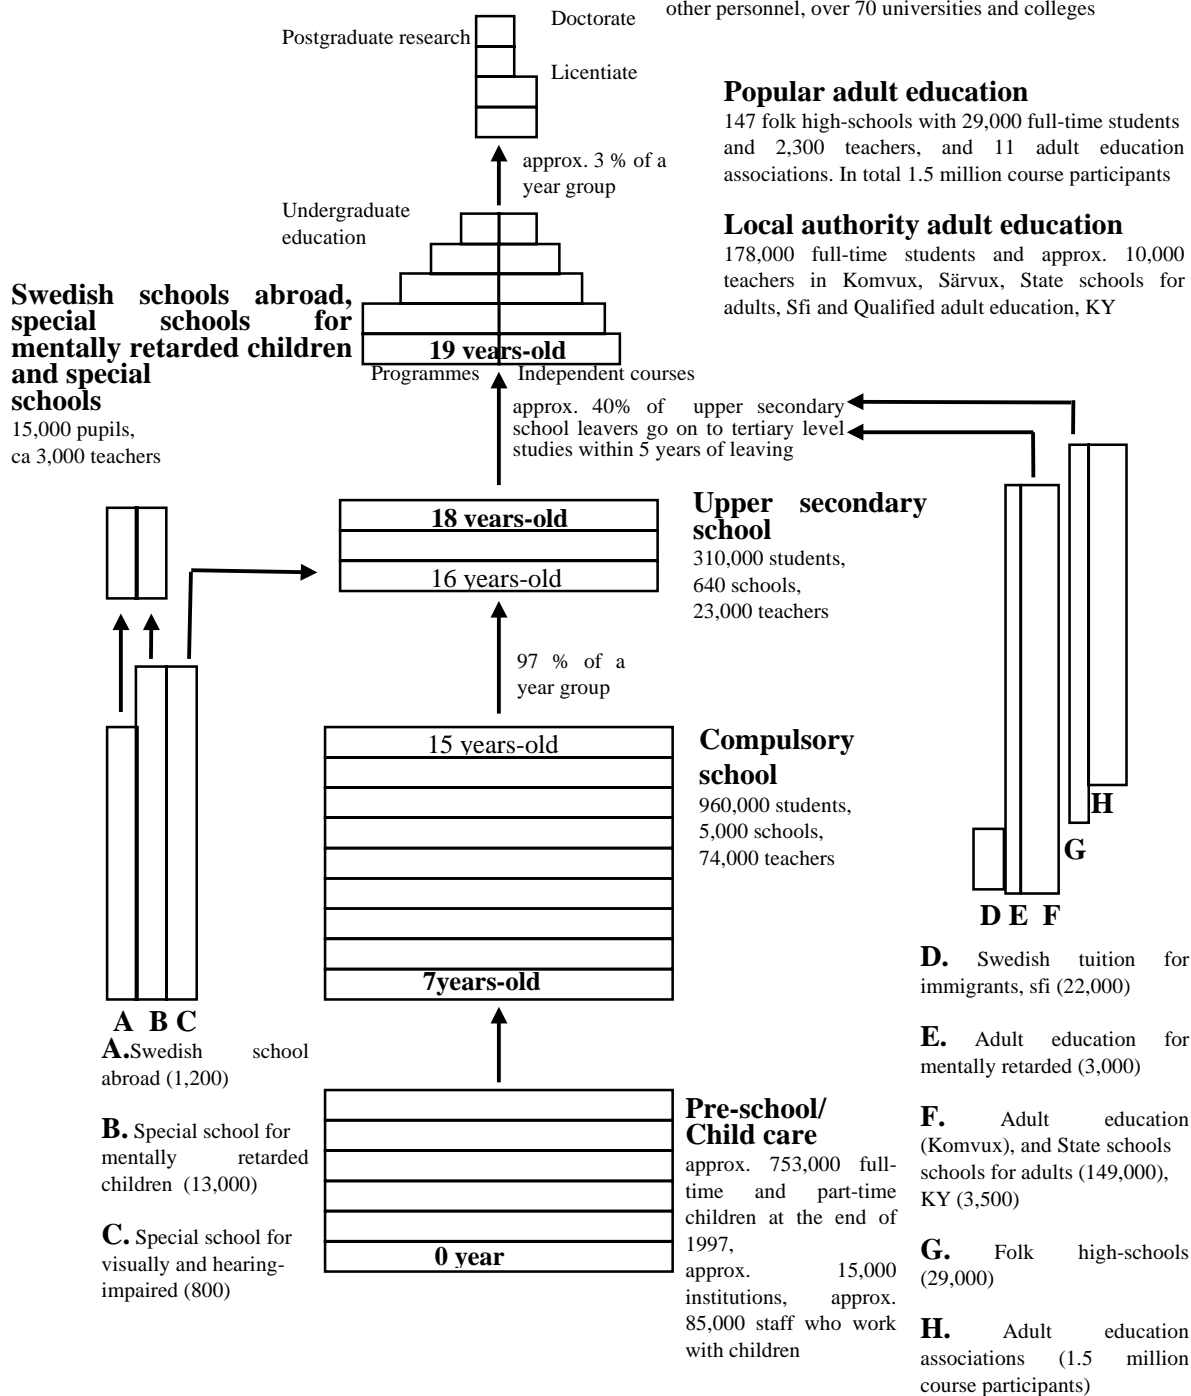 other personnel, over 70 universities and colleges
Doctorate
Postgraduate research
Licentiate
Popular adult education
147 folk high-schools with 29,000 full-time students
and 2,300 teachers, and 11 adult education
associations. In total 1.5 million course participants
approx. 3 % of a
year group
Undergraduate
education
Local authority adult education
178,000 full-time students and approx. 10,000
teachers in Komvux, Särvux, State schools for
adults, Sfi and Qualified adult education, KY
Swedish schools abroad,
special schools for
mentally retarded children
and special
schools
15,000 pupils,
ca 3,000 teachers
19 years-old
Programmes
Independent courses
approx. 40% of upper secondary
school leavers go on to tertiary level
studies within 5 years of leaving
18 years-old
16 years-old
Upper secondary
school
310,000 students,
640 schools,
23,000 teachers
97 % of a
year group
15 years-old
7years-old
Compulsory
school
960,000 students,
5,000 schools,
74,000 teachers
H
G
D E F
A B C
A.Swedish school
abroad (1,200)
B. Special school for
mentally retarded
children (13,000)
C. Special school for
visually and hearing-
impaired (800)
0 year
Pre-school/
Child care
approx. 753,000 full-
time and part-time
children at the end of
1997,
approx. 15,000
institutions, approx.
85,000 staff who work
with children
D. Swedish tuition for
immigrants, sfi (22,000)
E. Adult education for
mentally retarded (3,000)
F. Adult education
(Komvux), and State schools
schools for adults (149,000),
KY (3,500)
G. Folk high-schools
(29,000)
H. Adult education
associations (1.5 million
course participants)